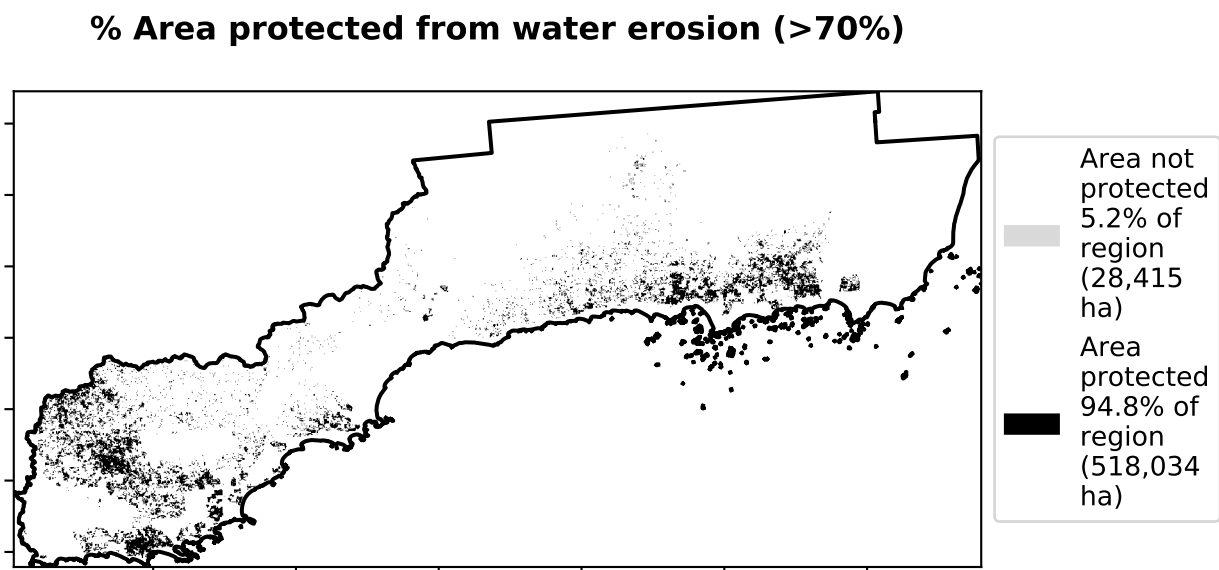 % Area protected from water erosion (>70%)
Area not
protected
5.2% of
region
(28,415
ha)
Area
protected
94.8% of
region
(518,034
ha)